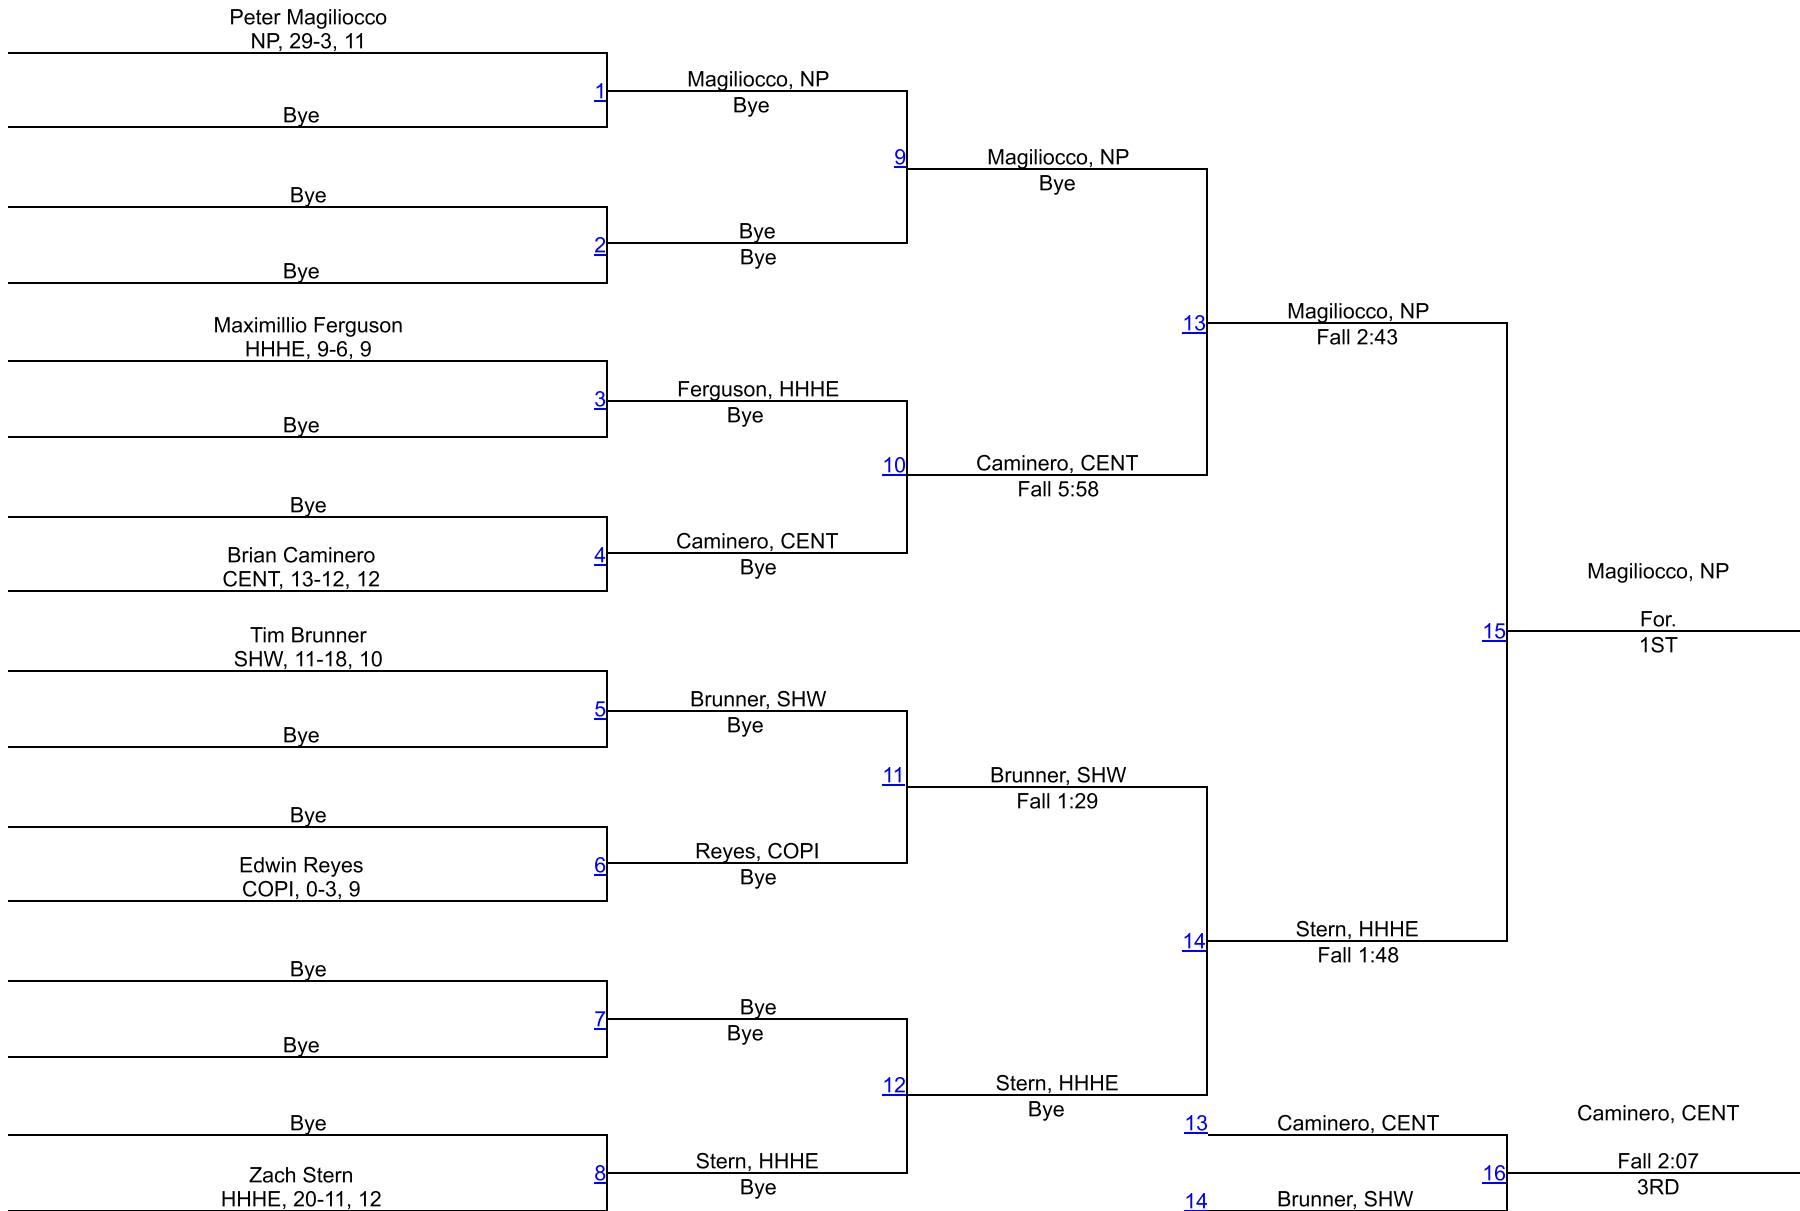 Peter Magiliocco
NP, 29-3, 11
1
Bye
Magiliocco, NP
Bye
9
Bye
2
Bye
Bye
Bye
Magiliocco, NP
Bye
Maximillio Ferguson
HHHE, 9-6, 9
3
Bye
Ferguson, HHHE
Bye
10
Bye
4
Brian Caminero
CENT, 13-12, 12
Caminero, CENT
Bye
Caminero, CENT
Fall 5:58
13
Magiliocco, NP
Fall 2:43
Tim Brunner
SHW, 11-18, 10
5
Bye
Brunner, SHW
Bye
11
Bye
6
Edwin Reyes
COPI, 0-3, 9
Reyes, COPI
Bye
Brunner, SHW
Fall 1:29
14
Bye
7
Bye
Bye
Bye
12
Bye
8
Zach Stern
HHHE, 20-11, 12
Stern, HHHE
Bye
Stern, HHHE
Bye
Stern, HHHE
Fall 1:48
15
Magiliocco, NP
For.
1ST
13
Caminero, CENT
16
14
Brunner, SHW
Caminero, CENT
Fall 2:07
3RD